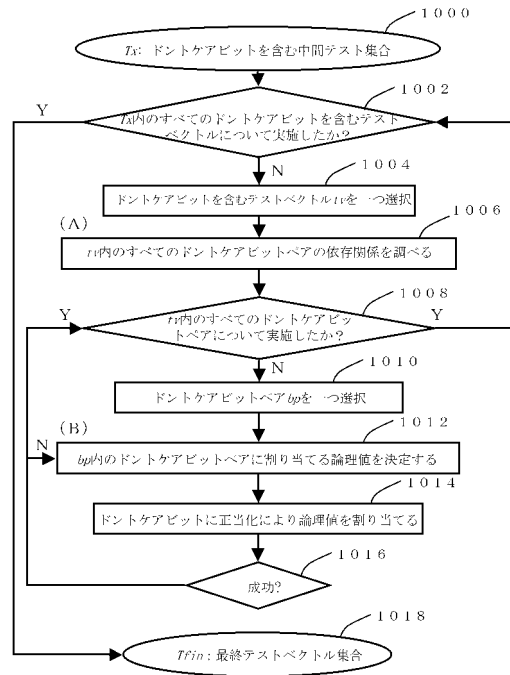 1000
Tx: ドントケアビットを含む中間テスト集合
1002
Y
Tx内のすべてのドントケアビットを含むテスト
ベクトルについて実施したか?
N
1004
ドントケアビットを含むテストベクトルtvを一つ選択
(A)
1006
tv内のすべてのドントケアビットペアの依存関係を調べる
1008
Y
tv内のすべてのドントケアビッ
トペアについて実施したか?
Y
N
1010
ドントケアビットペアbpを一つ選択
(B)
1012
N
bp内のドントケアビットペアに割り当てる論理値を決定する
1014
ドントケアビットに正当化により論理値を割り当てる
1016
成功?
1018
Tfin:最終テストベクトル集合